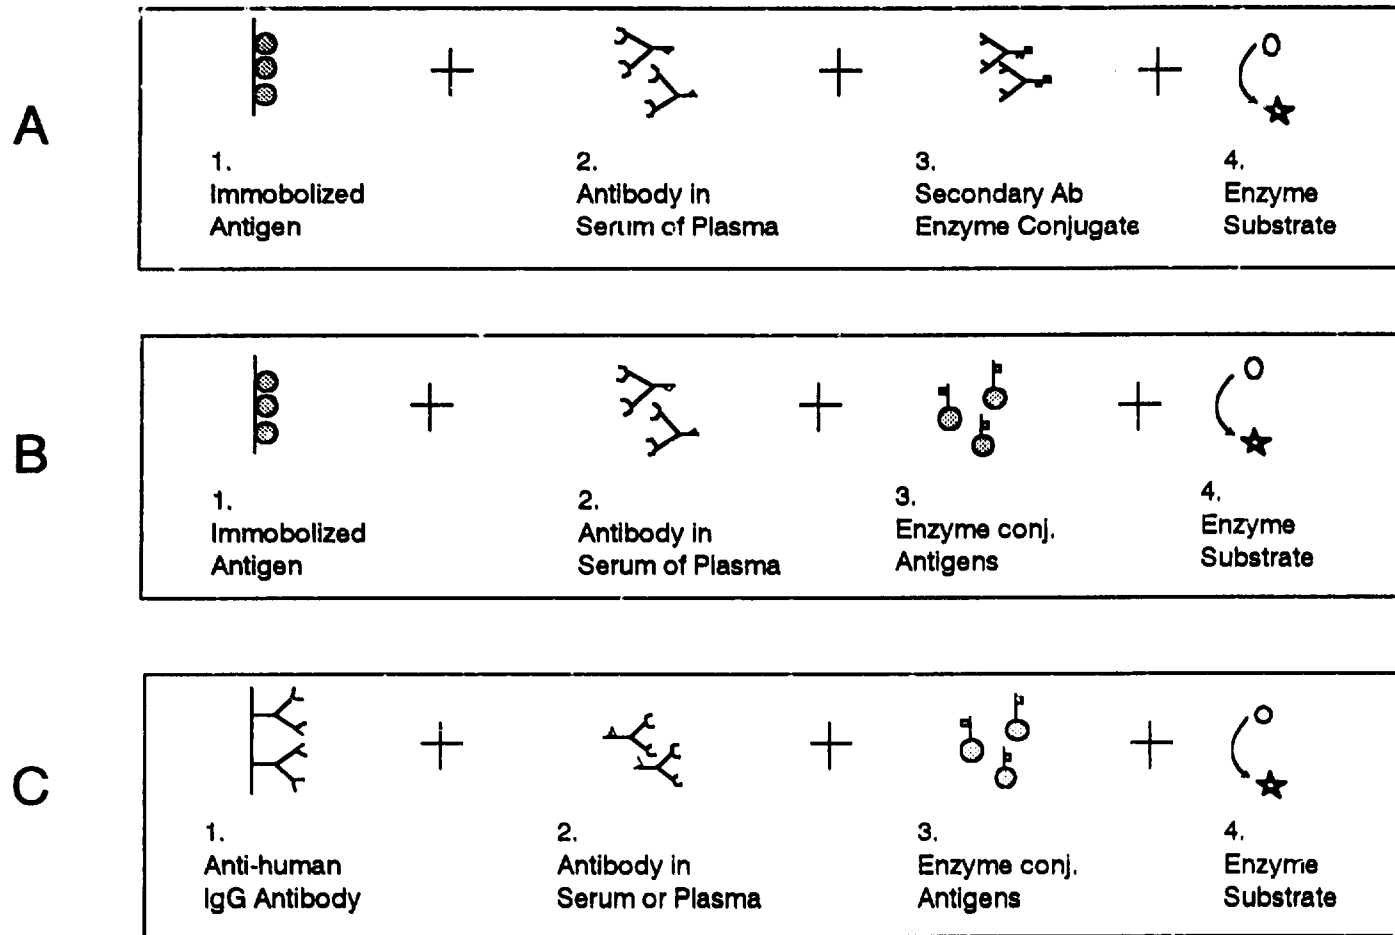 A
1.
Immobolized
Antigen
2.
Antibody in
Serum of Plasma
3.
Secondary Ab
Enzyme Conjugate
4.
Enzyme
Substrate
B
1.
Immobolized
Antigen
2.
Antibody in
Serum of Plasma
3.
Enzyme conj.
Antigens
4.
Enzyme
Substrate
C
1.
Anti-human
IgG Antibody
2.
Antibody in
Serum or Plasma
3.
Enzyme conj.
Antigens
4.
Enzyme
Substrate